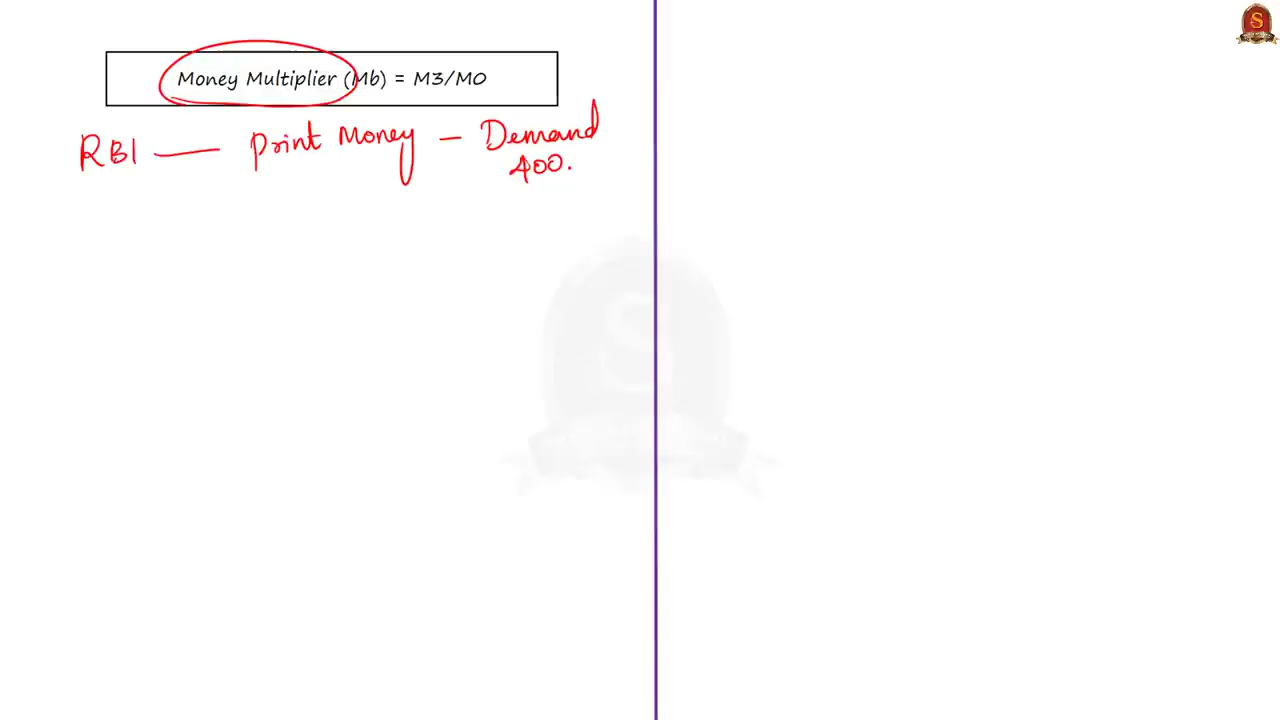 Money Multiplier (Mb) = M3/M0
RBI — Print Money — Demand
400.
S